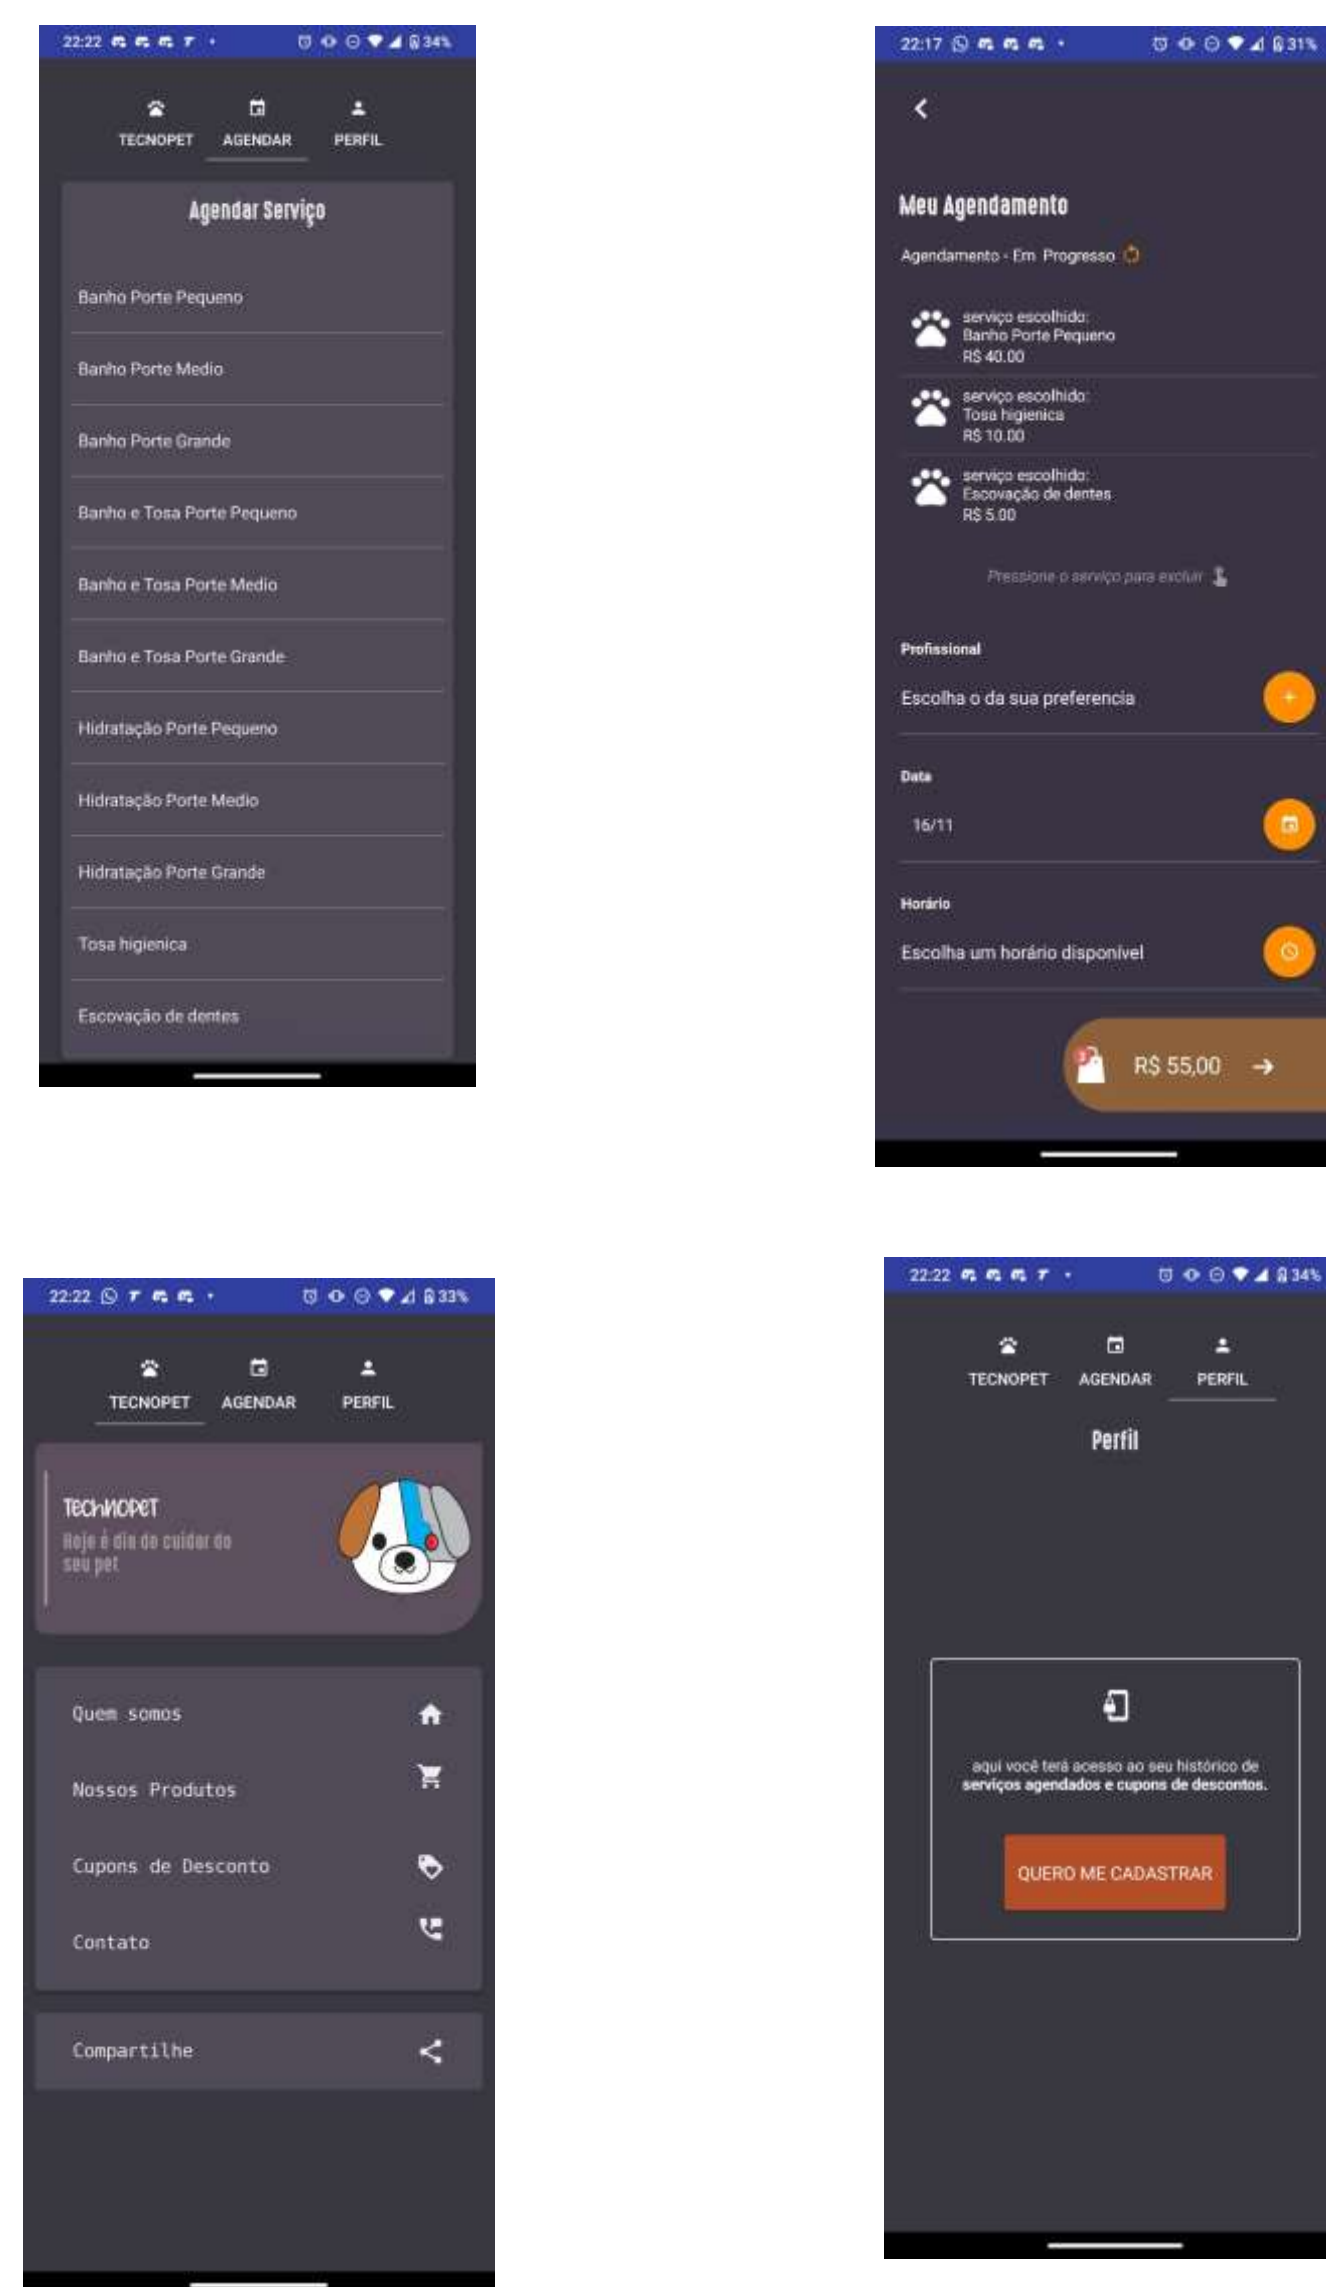 22:22
34%
TECNOPET AGENDAR PERFIL
Agendar Serviço
Banho Porte Pequeno
Banho Porte Medio
Banho Porte Grande
Banho e Tosa Porte Pequeno
Banho e Tosa Porte Medio
Banho e Tosa Porte Grande
Hidratação Porte Pequeno
Hidratação Porte Medio
Hidratação Porte Grande
Tosa higienica
Escovação de dentes
22:17
31%
Meu Agendamento
Agendamento - Em Progresso
serviço escolhido:
Banho Porte Pequeno
R$ 40.00
serviço escolhido:
Tosa higienica
R$ 10.00
serviço escolhido:
Escovação de dentes
R$ 5.00
Pressione o serviço para excluir
Profissional
Escolha o da sua preferencia
Data
16/11
Horário
Escolha um horário disponível
3
R$ 55,00
22:22
33%
TECNOPET AGENDAR PERFIL
TechNOPeT
Hoje é dia de cuidar do
seu pet
Quem somos
Nossos Produtos
Cupons de Desconto
Contato
Compartilhe
22:22
34%
TECNOPET AGENDAR PERFIL
Perfil
aqui você terá acesso ao seu histórico de
serviços agendados e cupons de descontos.
QUERO ME CADASTRAR